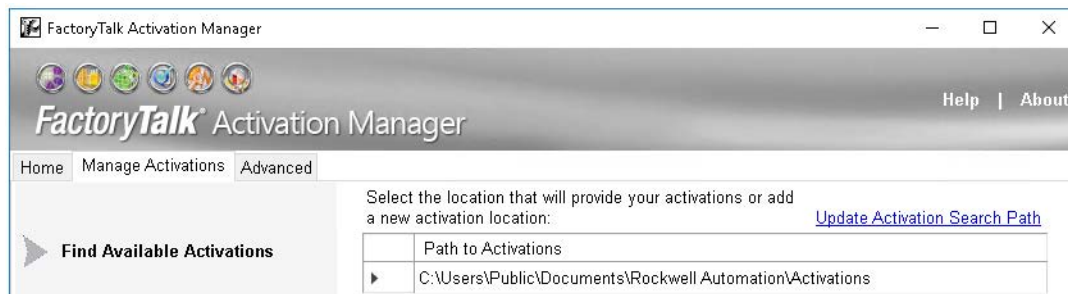 FactoryTalk Activation Manager
FactoryTalk Activation Manager
Help | About
Home Manage Activations Advanced
Select the location that will provide your activations or add
a new activation location:
Update Activation Search Path
Find Available Activations
Path to Activations
C:\Users\Public\Documents\Rockwell Automation\Activations